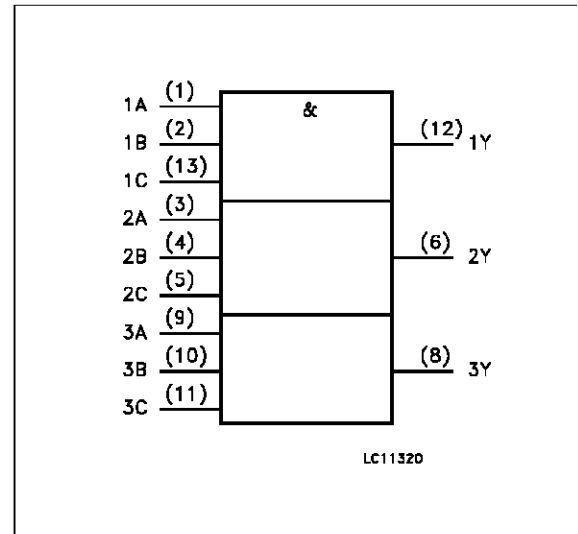 1A (1)
&
1B (2)
(12) 1Y
1C (13)
2A (3)
2B (4)
(6) 2Y
2C (5)
3A (9)
3B (10)
(8) 3Y
3C (11)
LC11320